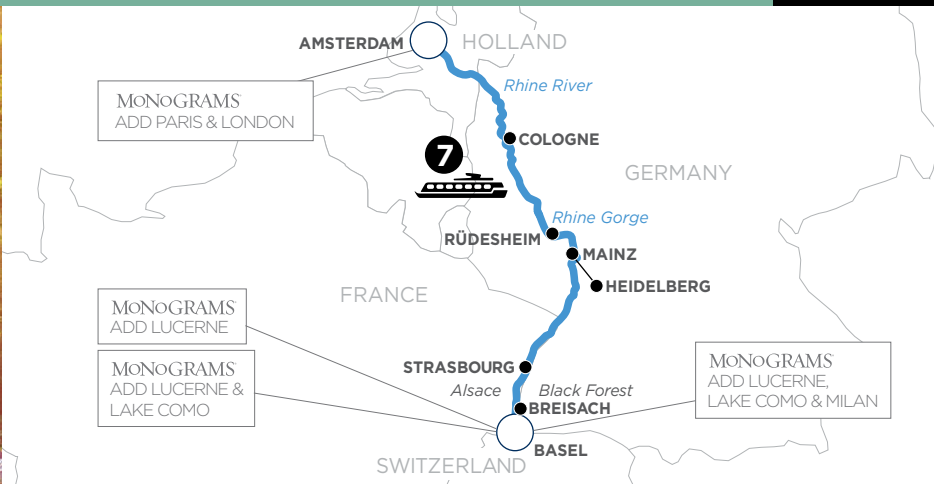 AMSTERDAM
HOLLAND
Rhine River
MONOGRAMS
ADD PARIS & LONDON
COLOGNE
7
GERMANY
Rhine Gorge
RÜDESHEIM
MAINZ
HEIDELBERG
FRANCE
MONOGRAMS
ADD LUCERNE
MONOGRAMS
ADD LUCERNE &
LAKE COMO
STRASBOURG
MONOGRAMS
ADD LUCERNE,
LAKE COMO & MILAN
Alsace
Black Forest
BREISACH
BASEL
SWITZERLAND